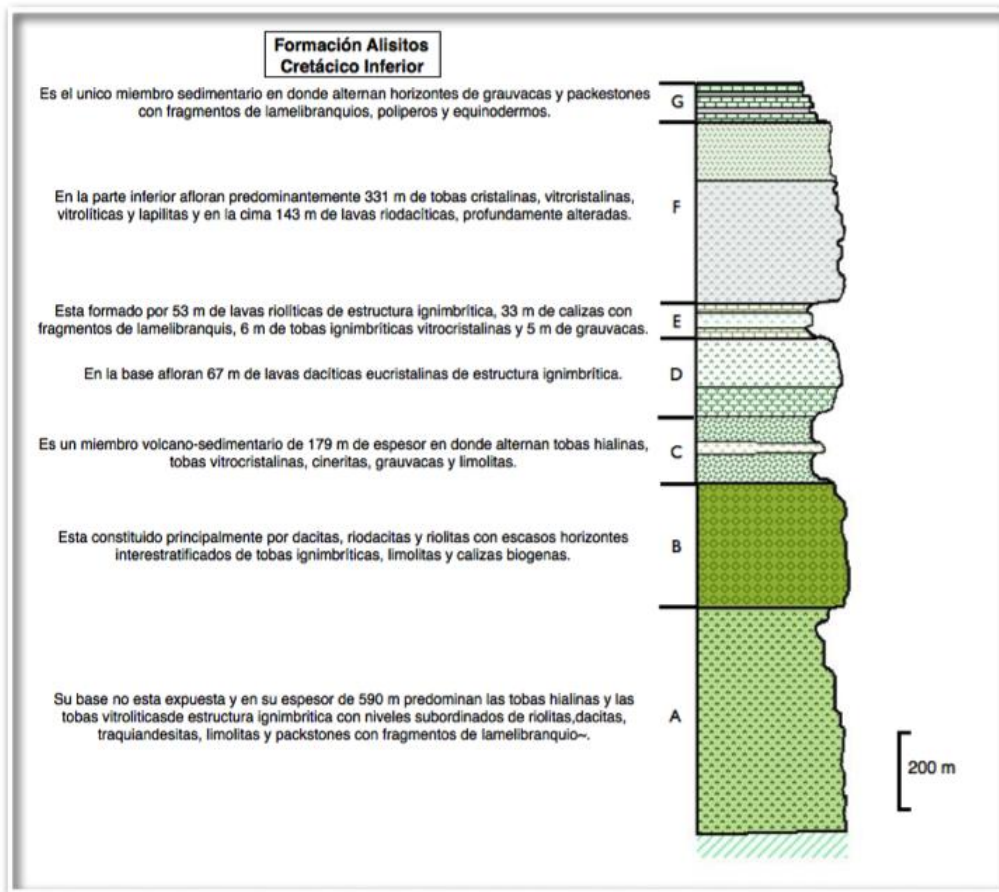 Formación Alisitos
Cretácico Inferior
Es el unico miembro sedimentario en donde alternan horizontes de grauvacas y packestones
con fragmentos de lamelibranquios, poliperos y equinodermos.
G
En la parte inferior afloran predominantemente 331 m de tobas cristalinas, vitrcristalinas,
vitrolíticas y lapilitas y en la cima 143 m de lavas riodacíticas, profundamente alteradas.
F
Esta formado por 53 m de lavas riolíticas de estructura ignimbrítica, 33 m de calizas con
fragmentos de lamelibranquis, 6 m de tobas ignimbríticas vitrocristalinas y 5 m de grauvacas.
E
En la base afloran 67 m de lavas dacíticas eucristalinas de estructura ignimbrítica.
D
Es un miembro volcano-sedimentario de 179 m de espesor en donde alternan tobas hialinas,
tobas vitrocristalinas, cineritas, grauvacas y limolitas.
C
Esta constituido principalmente por dacitas, riodacitas y riolitas con escasos horizontes
interestratificados de tobas ignimbríticas, limolitas y calizas biogenas.
B
Su base no esta expuesta y en su espesor de 590 m predominan las tobas hialinas y las
tobas vitroliticasde estructura ignimbritica con niveles subordinados de riolitas,dacitas,
traquiandesitas, limolitas y packstones con fragmentos de lamelibranquio~.
A
200 m